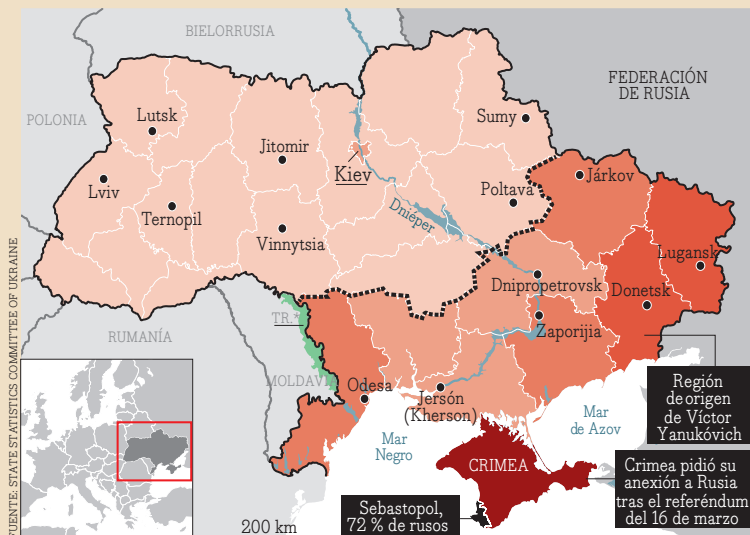 BIELORRUSIA
FEDERACIÓN
DE RUSIA
POLONIA
Lutsk
Sumy
Jitomir
Kiev
Járkov
Lviv
Ternopil
Poltava
Dniéper
Vinnytsia
Lugansk
Dnipropetrovsk
Donetsk
TR.*
Zaporijia
RUMANÍA
MOLDAVIA
Odesa
Jersón
(Kherson)
Mar
de Azov
Mar
Negro
Región
de origen
de Víctor
Yanukóvich
CRIMEA
Crimea pidió su
anexión a Rusia
tras el referéndum
del 16 de marzo
Sebastopol,
72 % de rusos
200 km
FUENTE: STATE STATISTICS COMMITTEE OF UKRAINE